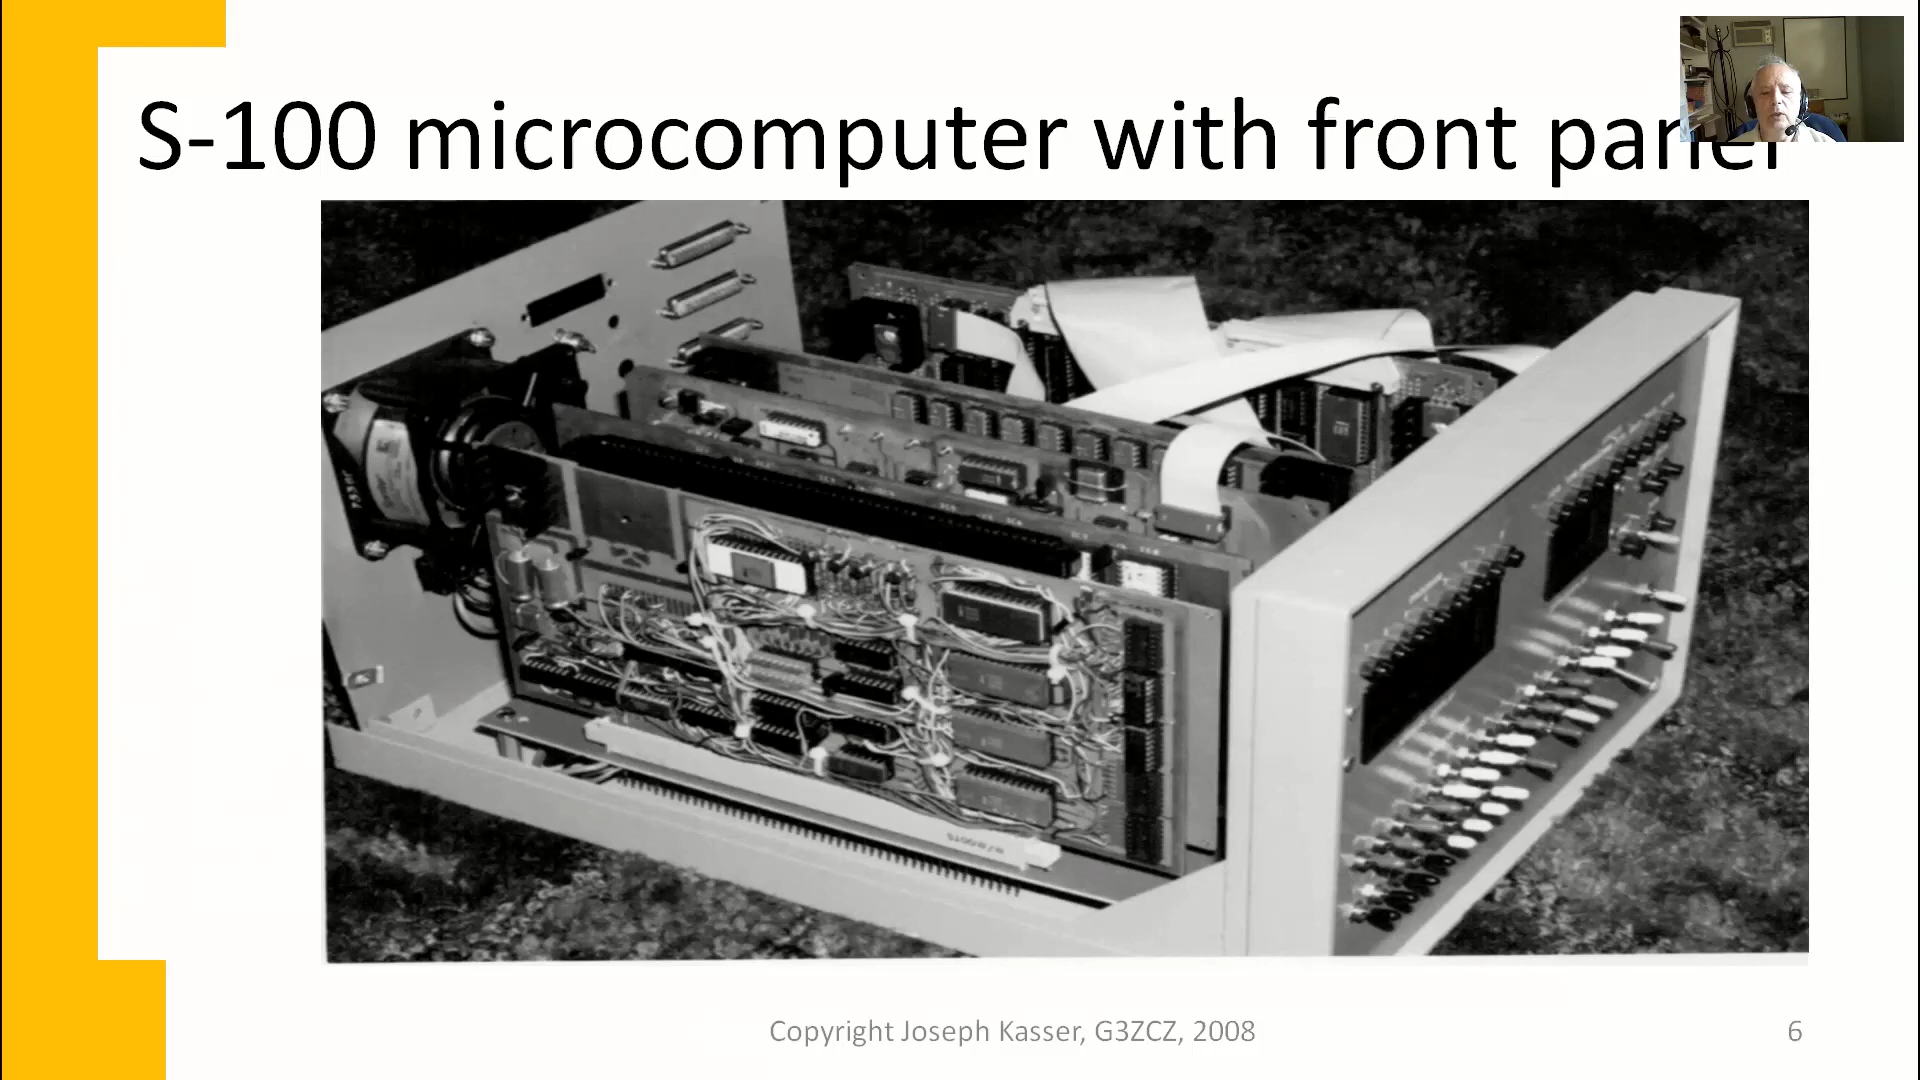 S-100 microcomputer with front panel
Copyright Joseph Kasser, G3ZCZ, 2008
6